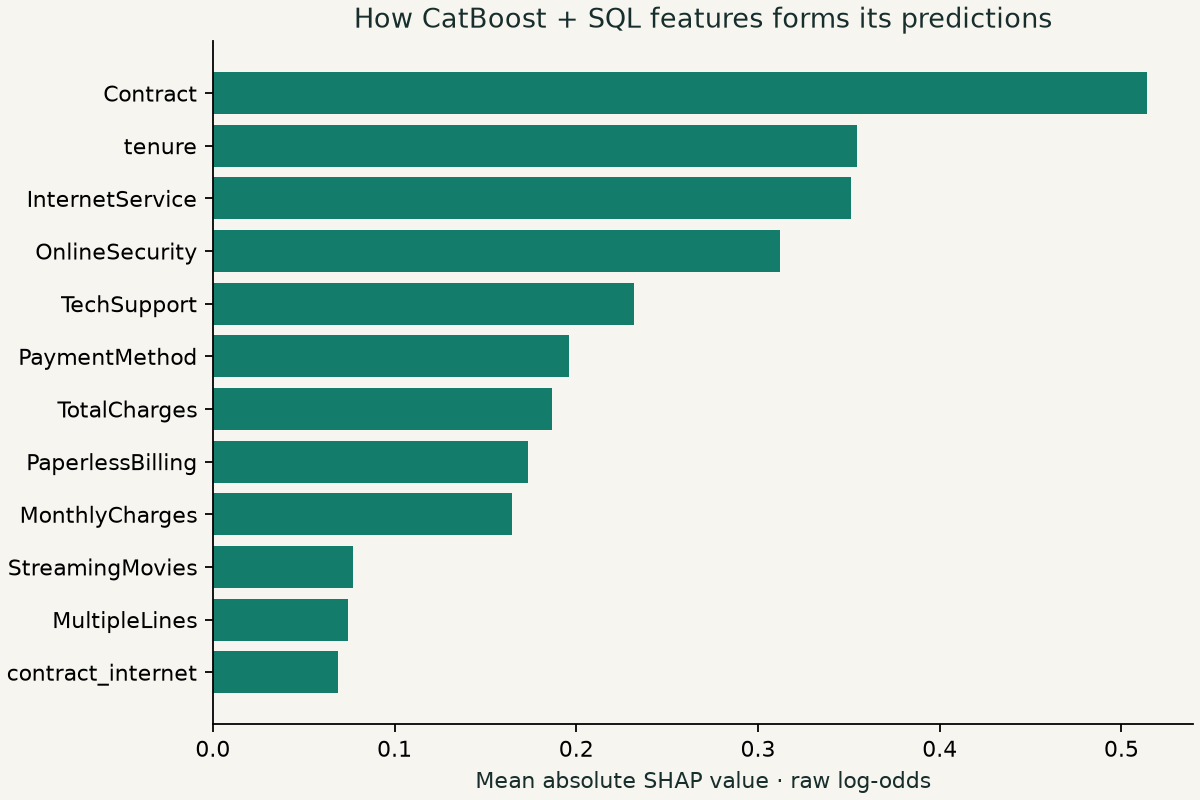 How CatBoost + SQL features forms its predictions
Contract
tenure
InternetService
OnlineSecurity
TechSupport
PaymentMethod
TotalCharges
PaperlessBilling
MonthlyCharges
StreamingMovies
MultipleLines
contract_internet
0.0 0.1 0.2 0.3 0.4 0.5
Mean absolute SHAP value · raw log-odds